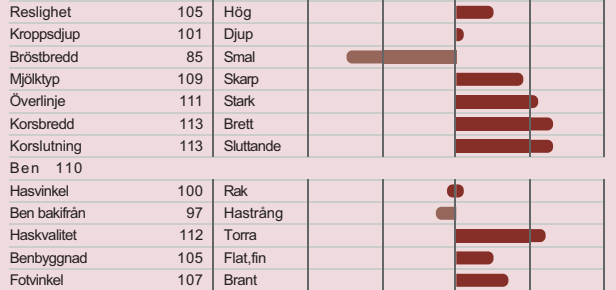 Reslighet 105 Hög
Kroppsdjup 101 Djup
Bröstbredd 85 Smal
Mjölktyp 109 Skarp
Överlinje 111 Stark
Korsbredd 113 Brett
Korslutning 113 Sluttande
Ben 110
Hasvinkel 100 Rak
Ben bakifrån 97 Hastrång
Haskvalitet 112 Torra
Benbyggnad 105 Flat,fin
Fotvinkel 107 Brant